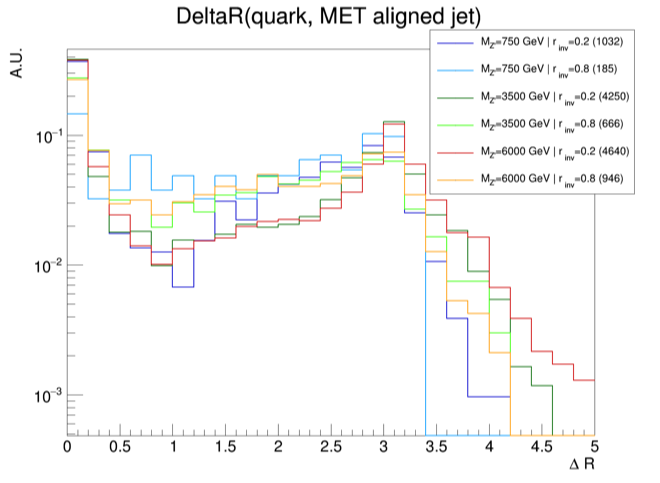 DeltaR(quark, MET aligned jet)
A.U.
M_Z'=750 GeV | r_inv=0.2 (1032)
M_Z'=750 GeV | r_inv=0.8 (185)
M_Z'=3500 GeV | r_inv=0.2 (4250)
M_Z'=3500 GeV | r_inv=0.8 (666)
M_Z'=6000 GeV | r_inv=0.2 (4640)
M_Z'=6000 GeV | r_inv=0.8 (946)
10⁻¹
10⁻²
10⁻³
0 0.5 1 1.5 2 2.5 3 3.5 4 4.5 5
Δ R